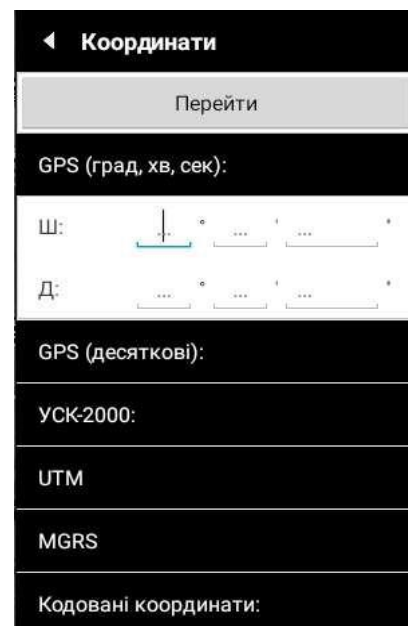 Координати
Перейти
GPS (град, хв, сек):
Ш: ... ° ... ' ... "
Д: ... ° ... ' ... "
GPS (десяткові):
УСК-2000:
UTM
MGRS
Кодовані координати: